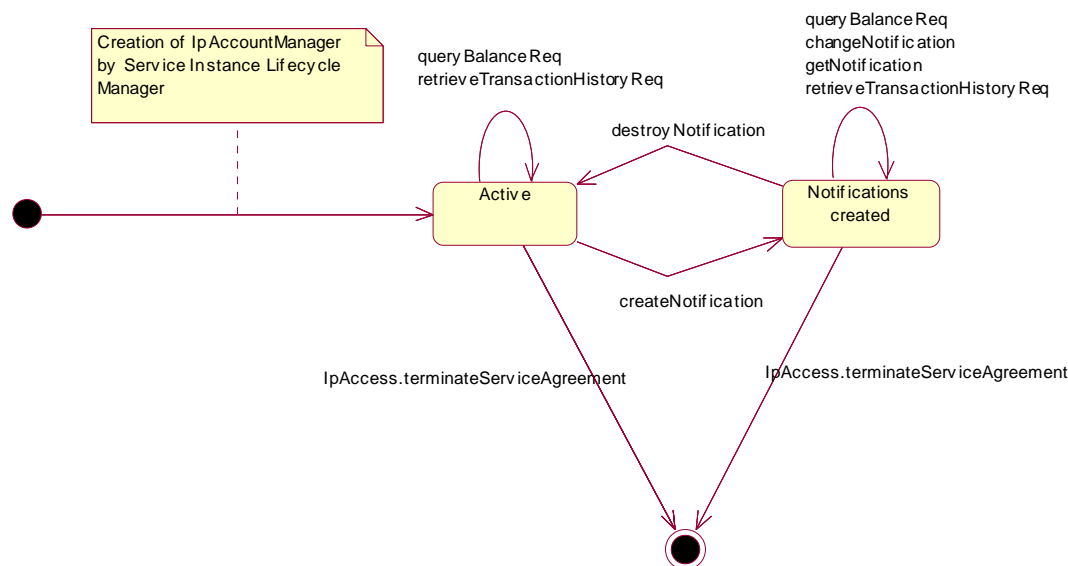 Creation of IpAccountManager
by Service Instance Lifecycle
Manager
queryBalanceReq
retrieveTransactionHistoryReq
queryBalanceReq
changeNotification
getNotification
retrieveTransactionHistoryReq
destroyNotification
Active
Notifications
created
createNotification
IpAccess.terminateServiceAgreement
IpAccess.terminateServiceAgreement